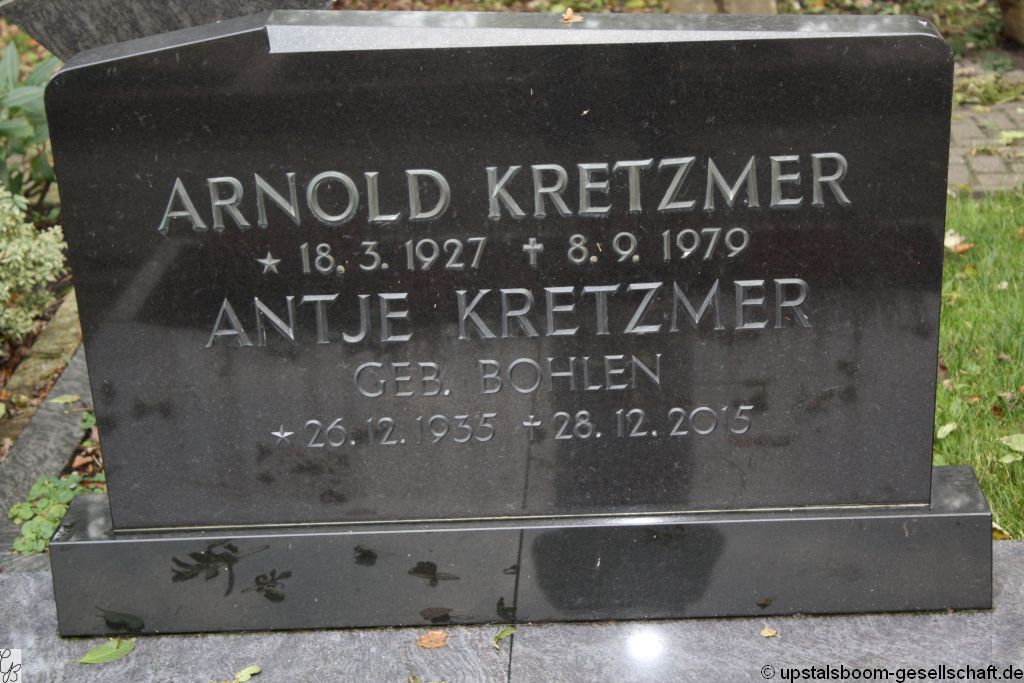 ARNOLD KRETZMER
* 18. 3. 1927 ✝ 8. 9. 1979
ANTJE KRETZMER
GEB. BOHLEN
* 26. 12. 1935 ✝ 28. 12. 2015
© upstalsboom-gesellschaft.de